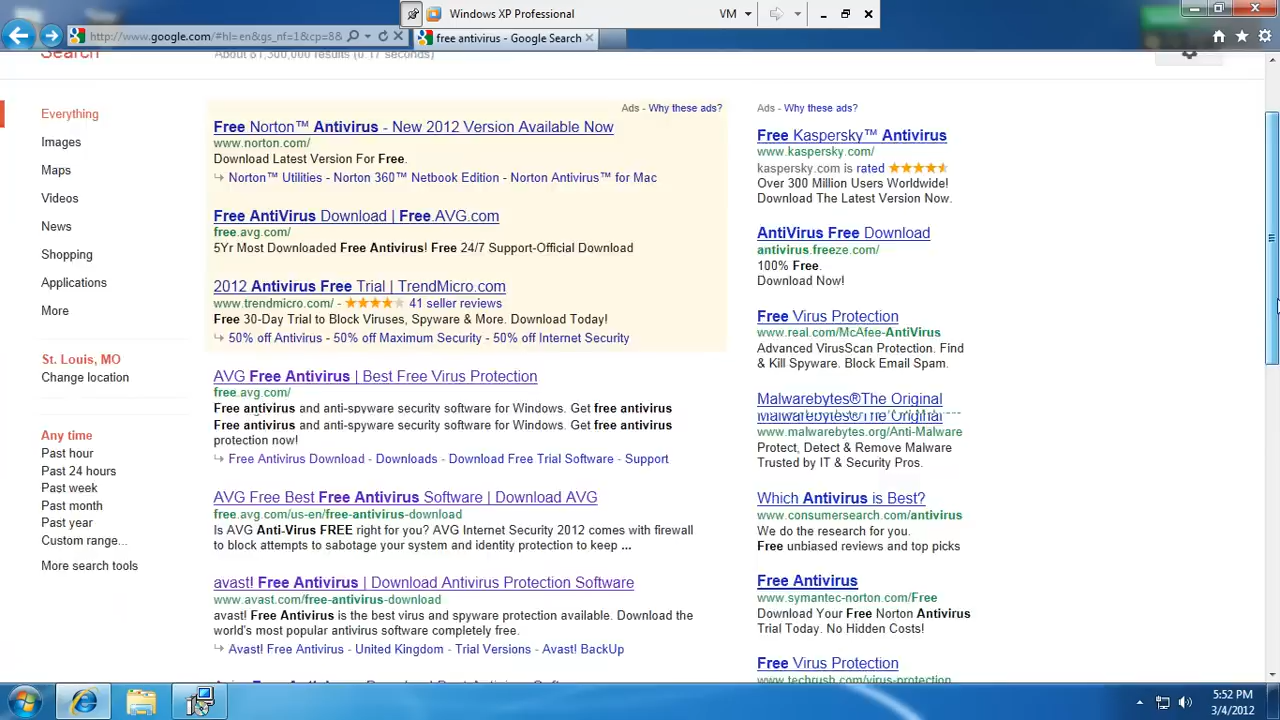 Windows XP Professional
VM
http://www.google.com/#hl=en&gs_nf=1&cp=8&
free antivirus - Google Search
Search
About 81,300,000 results (0.17 seconds)
Everything
Images
Maps
Videos
News
Shopping
Applications
More
St. Louis, MO
Change location
Any time
Past hour
Past 24 hours
Past week
Past month
Past year
Custom range...
More search tools
Ads - Why these ads?
Free Norton™ Antivirus - New 2012 Version Available Now
www.norton.com/
Download Latest Version For Free.
Norton™ Utilities - Norton 360™ Netbook Edition - Norton Antivirus™ for Mac
Free AntiVirus Download | Free.AVG.com
free.avg.com/
5Yr Most Downloaded Free Antivirus! Free 24/7 Support-Official Download
2012 Antivirus Free Trial | TrendMicro.com
www.trendmicro.com/ - 41 seller reviews
Free 30-Day Trial to Block Viruses, Spyware & More. Download Today!
50% off Antivirus - 50% off Maximum Security - 50% off Internet Security
AVG Free Antivirus | Best Free Virus Protection
free.avg.com/
Free antivirus and anti-spyware security software for Windows. Get free antivirus
Free antivirus and anti-spyware security software for Windows. Get free antivirus
protection now!
Free Antivirus Download - Downloads - Download Free Trial Software - Support
AVG Free Best Free Antivirus Software | Download AVG
free.avg.com/us-en/free-antivirus-download
Is AVG Anti-Virus FREE right for you? AVG Internet Security 2012 comes with firewall
to block attempts to sabotage your system and identity protection to keep ...
avast! Free Antivirus | Download Antivirus Protection Software
www.avast.com/free-antivirus-download
avast! Free Antivirus is the best virus and spyware protection available. Download the
world's most popular antivirus software completely free.
Avast! Free Antivirus - United Kingdom - Trial Versions - Avast! BackUp
Ads - Why these ads?
Free Kaspersky™ Antivirus
www.kaspersky.com/
kaspersky.com is rated
Over 300 Million Users Worldwide!
Download The Latest Version Now.
AntiVirus Free Download
antivirus.freeze.com/
100% Free.
Download Now!
Free Virus Protection
www.real.com/McAfee-AntiVirus
Advanced VirusScan Protection. Find
& Kill Spyware. Block Email Spam.
Malwarebytes®The Original
Malwarebytes®The Original
www.malwarebytes.org/Anti-Malware
Protect, Detect & Remove Malware
Trusted by IT & Security Pros.
Which Antivirus is Best?
www.consumersearch.com/antivirus
We do the research for you.
Free unbiased reviews and top picks
Free Antivirus
www.symantec-norton.com/Free
Download Your Free Norton Antivirus
Trial Today. No Hidden Costs!
Free Virus Protection
www.techrush.com/virus-protection
5:52 PM
3/4/2012